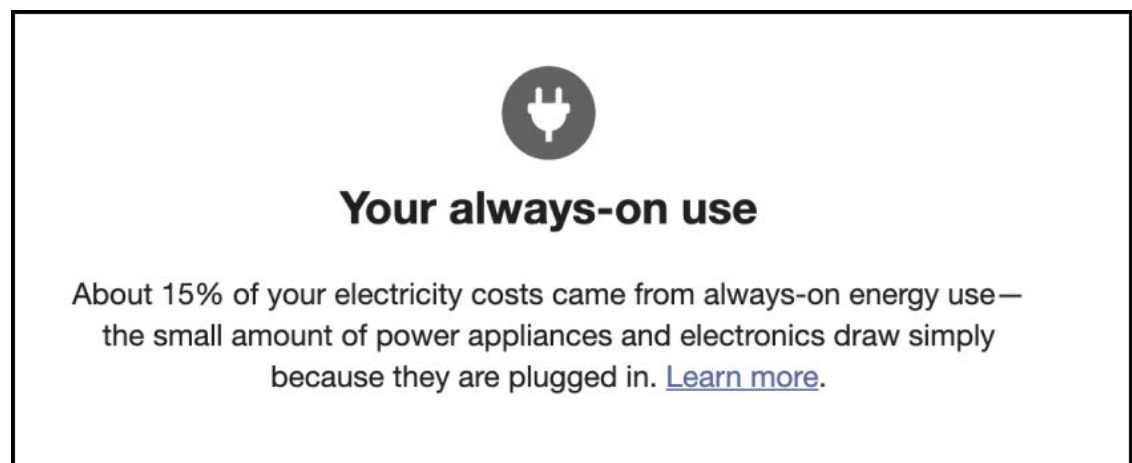 Your always-on use
About 15% of your electricity costs came from always-on energy use—
the small amount of power appliances and electronics draw simply
because they are plugged in. Learn more.